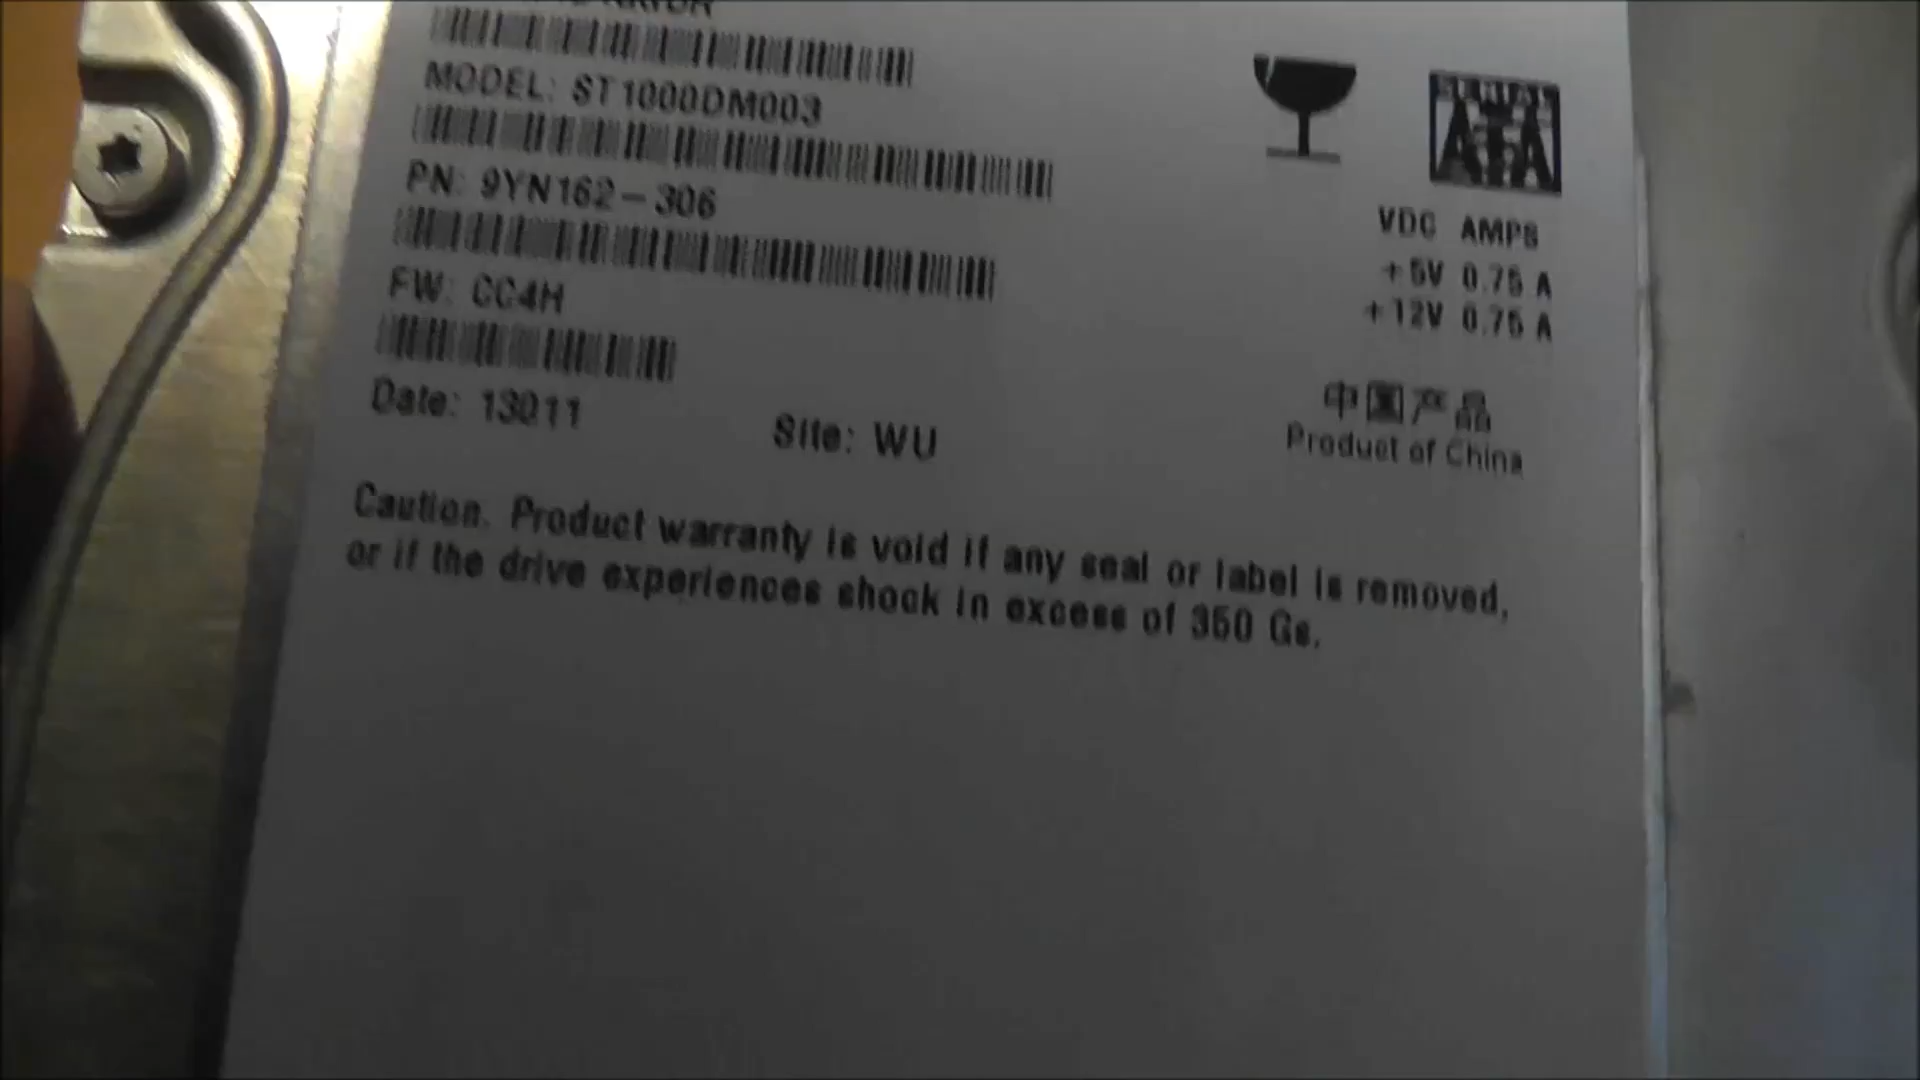 MODEL: ST1000DM003
PN: 9YN162-306
FW: CC4H
Date: 13011
Site: WU
SERIAL
ATA
VDC AMPS
+5V 0.75 A
+12V 0.75 A
中国产品
Product of China
Caution. Product warranty is void if any seal or label is removed,
or if the drive experiences shock in excess of 350 Gs.